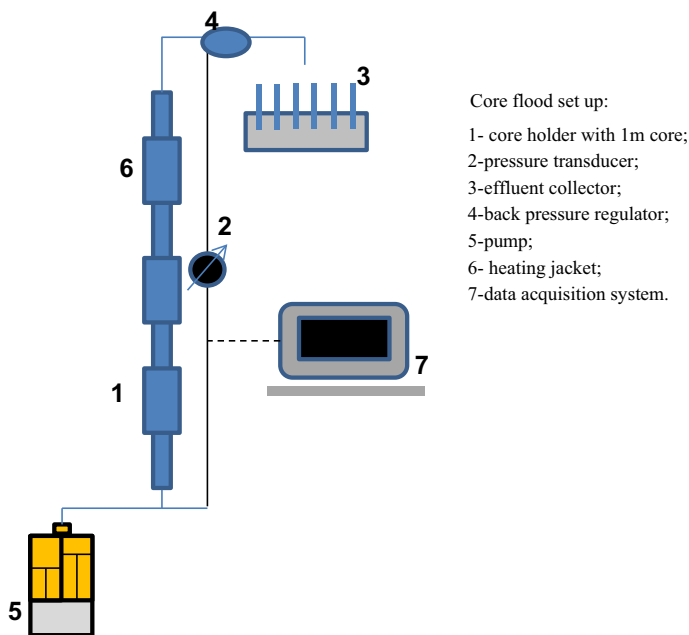 4
3
6
2
1
7
5
Core flood set up:
1- core holder with 1m core;
2-pressure transducer;
3-effluent collector;
4-back pressure regulator;
5-pump;
6- heating jacket;
7-data acquisition system.